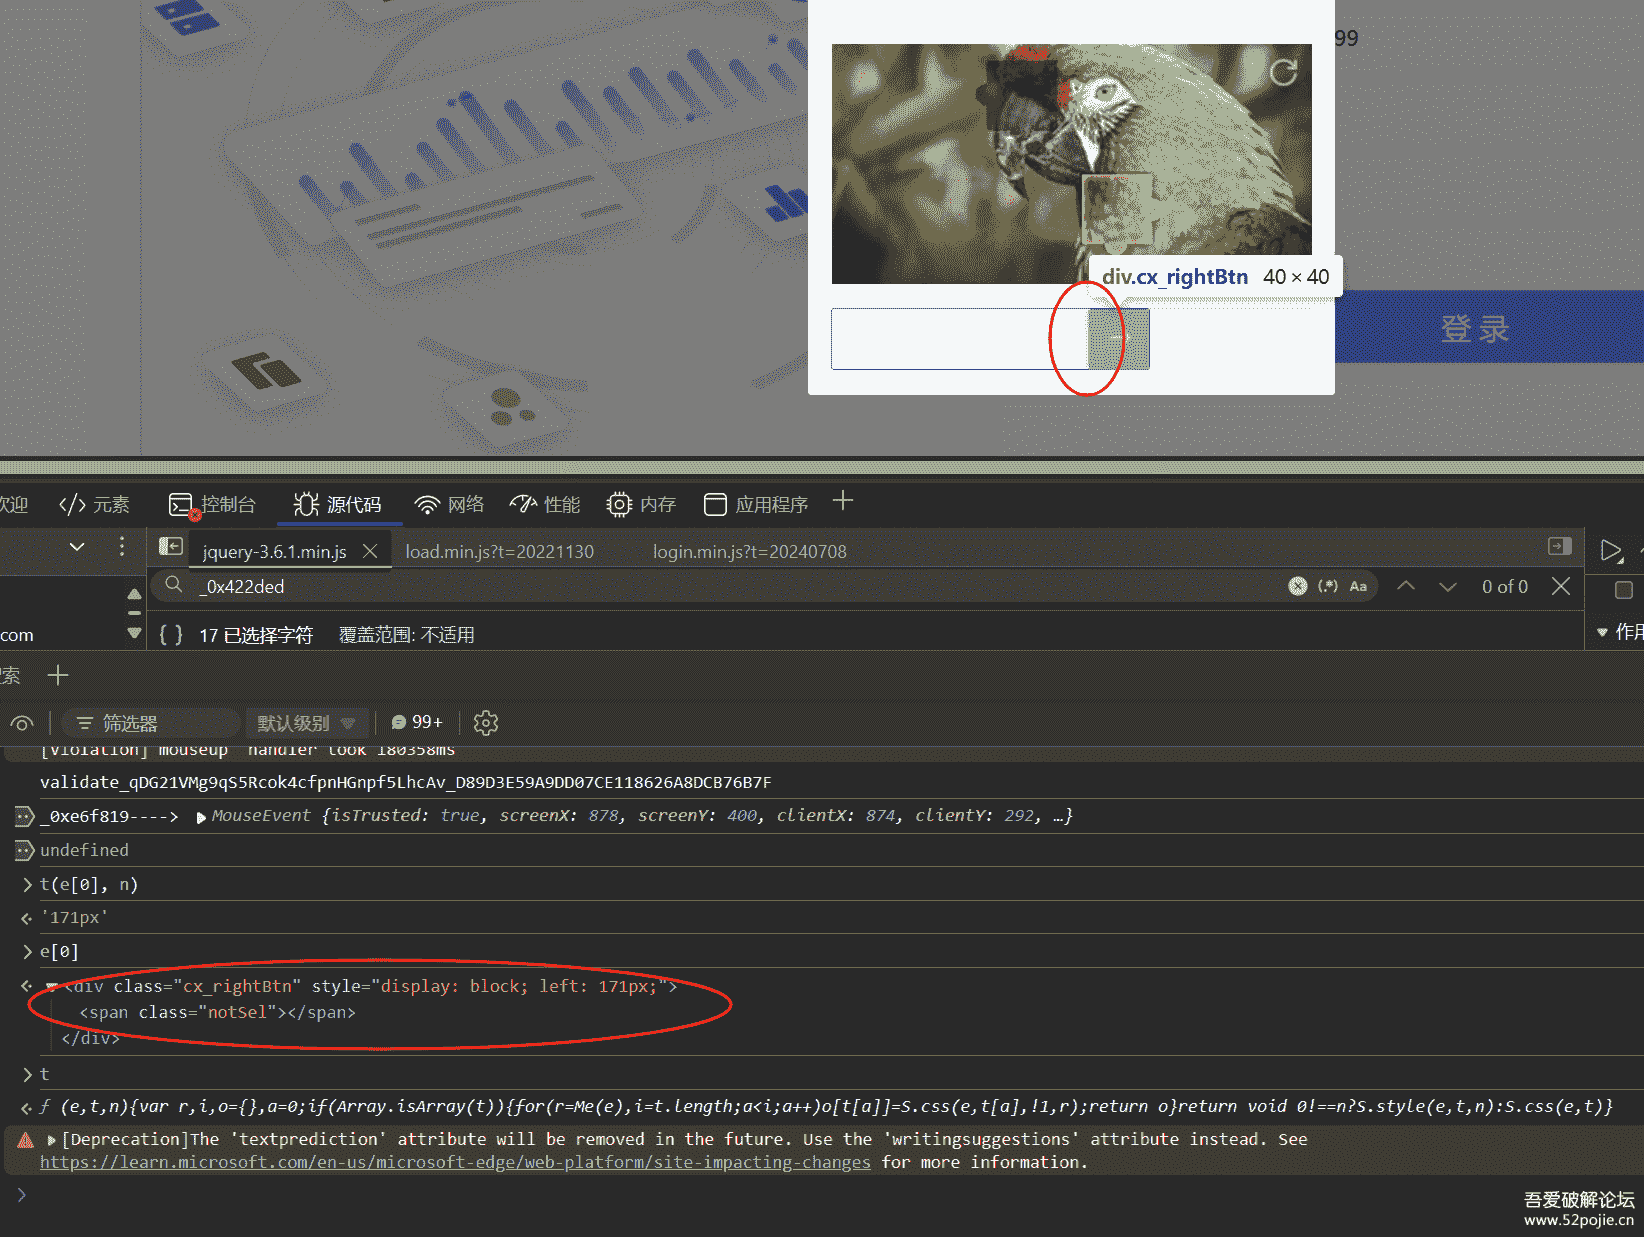 99
div.cx_rightBtn 40 × 40
登录
欢迎 元素 控制台 源代码 网络 性能 内存 应用程序
jquery-3.6.1.min.js load.min.js?t=20221130 login.min.js?t=20240708
_0x422ded (.*) Aa 0 of 0
com { } 17 已选择字符 覆盖范围: 不适用 作用
搜索
筛选器 默认级别 99+
[Violation] 'mouseup' handler took 180358ms
validate_qDG21VMg9qS5Rcok4cfpnHGnpf5LhcAv_D89D3E59A9DD07CE118626A8DCB76B7F
_0xe6f819----> MouseEvent {isTrusted: true, screenX: 878, screenY: 400, clientX: 874, clientY: 292, …}
undefined
t(e[0], n)
'171px'
e[0]
<div class="cx_rightBtn" style="display: block; left: 171px;">
<span class="notSel"></span>
</div>
t
ƒ (e,t,n){var r,i,o={},a=0;if(Array.isArray(t)){for(r=Me(e),i=t.length;a<i;a++)o[t[a]]=S.css(e,t[a],!1,r);return o}return void 0!==n?S.style(e,t,n):S.css(e,t)}
[Deprecation]The 'textprediction' attribute will be removed in the future. Use the 'writingsuggestions' attribute instead. See
https://learn.microsoft.com/en-us/microsoft-edge/web-platform/site-impacting-changes for more information.
吾爱破解论坛
www.52pojie.cn